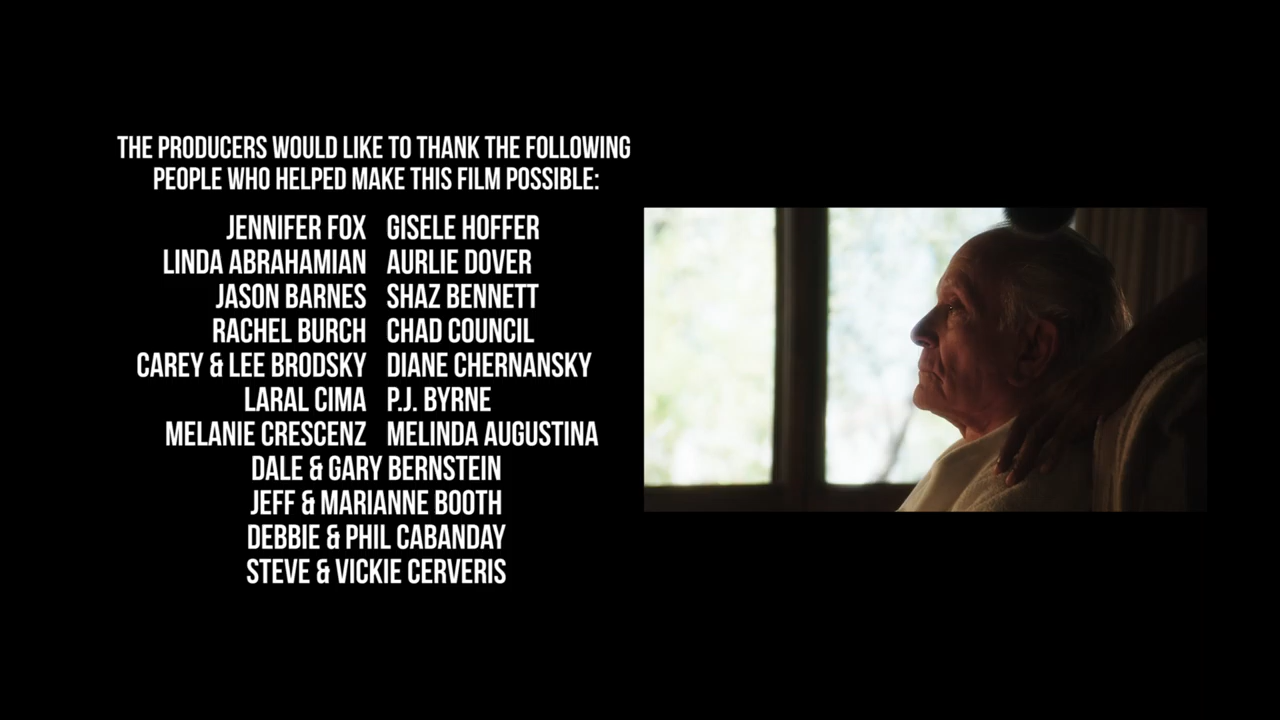 THE PRODUCERS WOULD LIKE TO THANK THE FOLLOWING
PEOPLE WHO HELPED MAKE THIS FILM POSSIBLE:
JENNIFER FOX GISELE HOFFER
LINDA ABRAHAMIAN AURLIE DOVER
JASON BARNES SHAZ BENNETT
RACHEL BURCH CHAD COUNCIL
CAREY & LEE BRODSKY DIANE CHERNANSKY
LARAL CIMA P.J. BYRNE
MELANIE CRESCENZ MELINDA AUGUSTINA
DALE & GARY BERNSTEIN
JEFF & MARIANNE BOOTH
DEBBIE & PHIL CABANDAY
STEVE & VICKIE CERVERIS